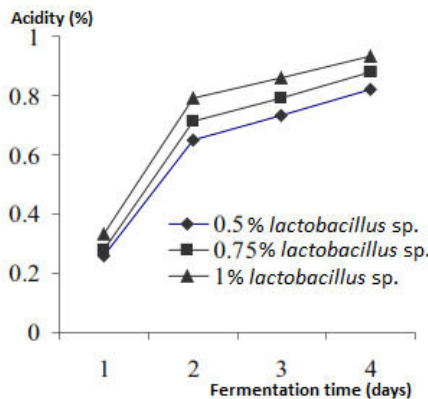 Acidity (%)
1
0.8
0.6
0.4
0.2
0
0.5% lactobacillus sp.
0.75% lactobacillus sp.
1% lactobacillus sp.
1 2 3 4
Fermentation time (days)